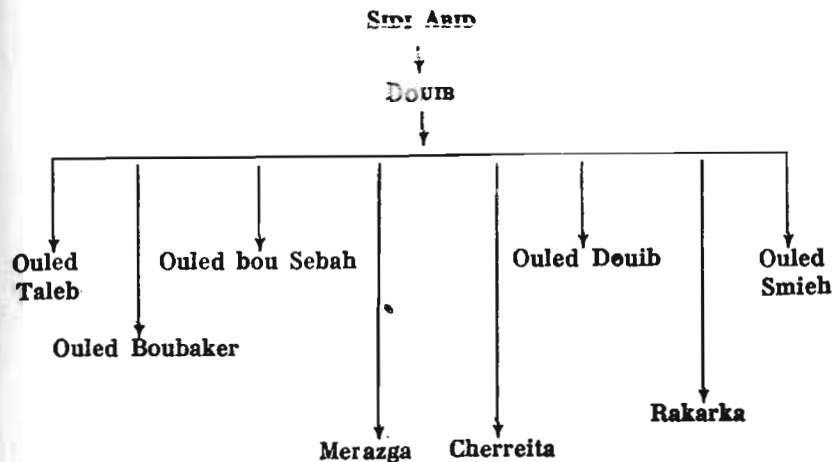 SIDI ABID
DOUIB
Ouled
Taleb
Ouled bou Sebah
Ouled Douib
Ouled
Smieh
Ouled Boubaker
Rakarka
Merazga
Cherreita